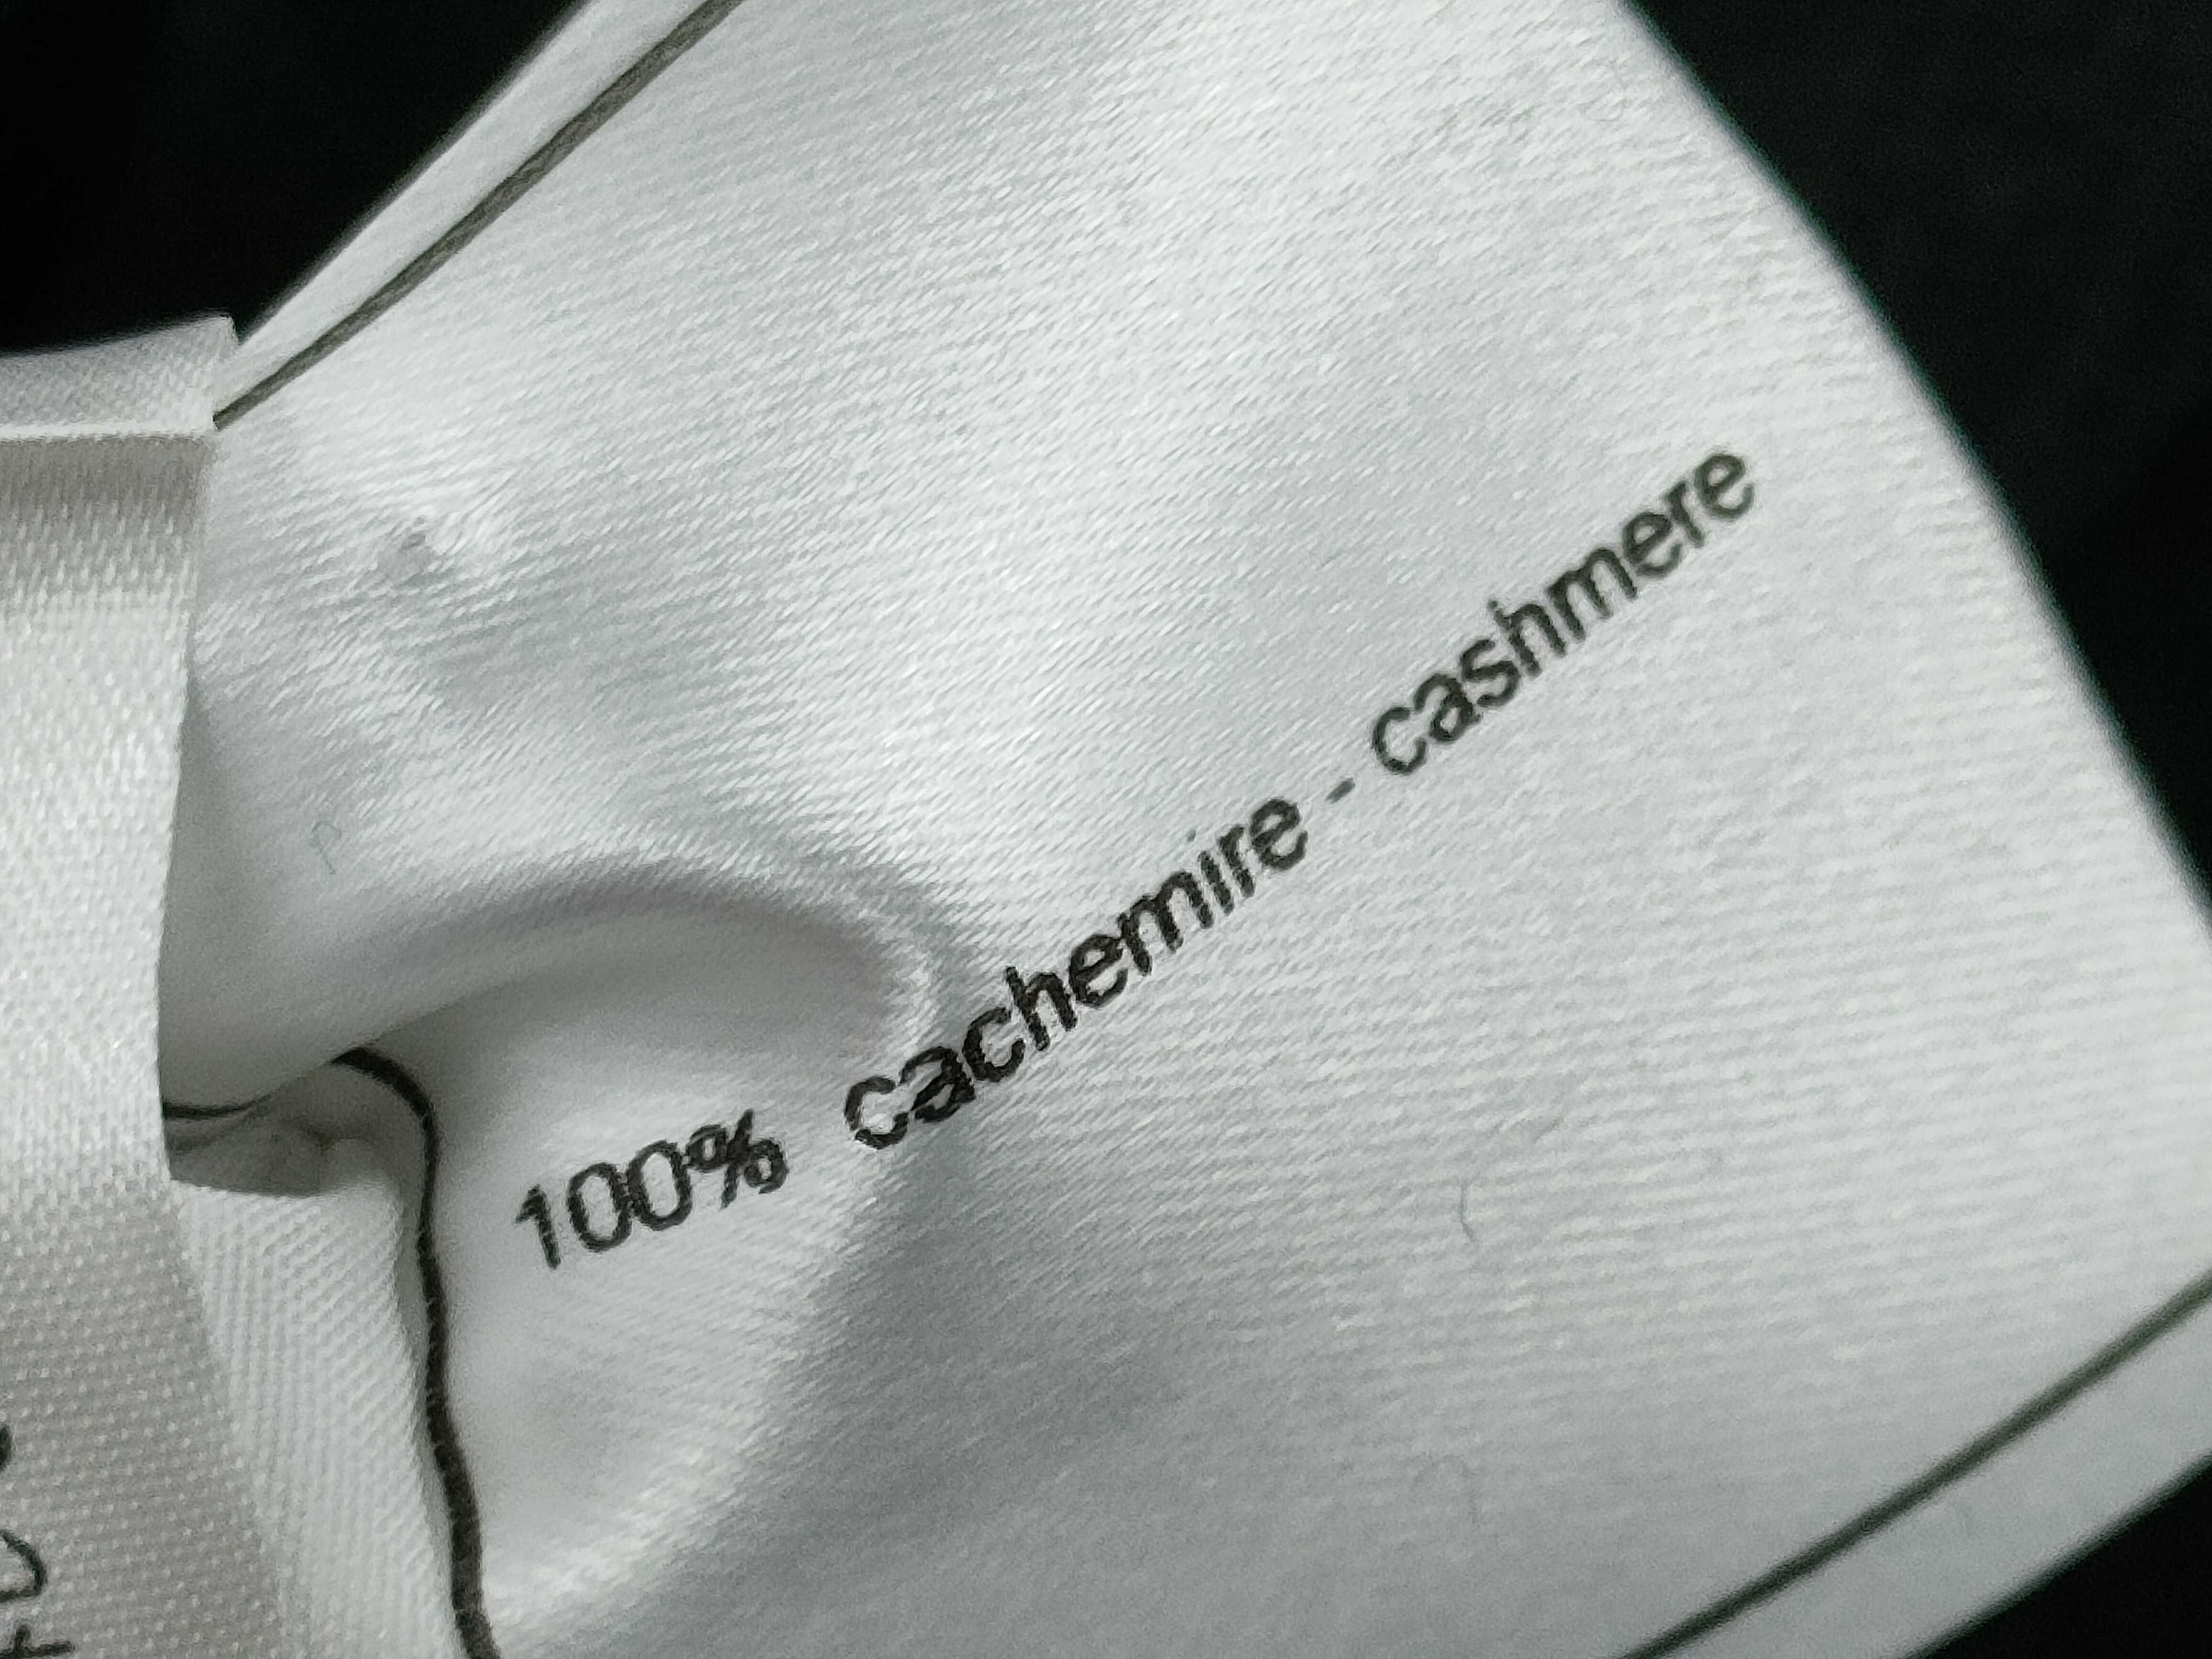 100% cachemire - cashmere